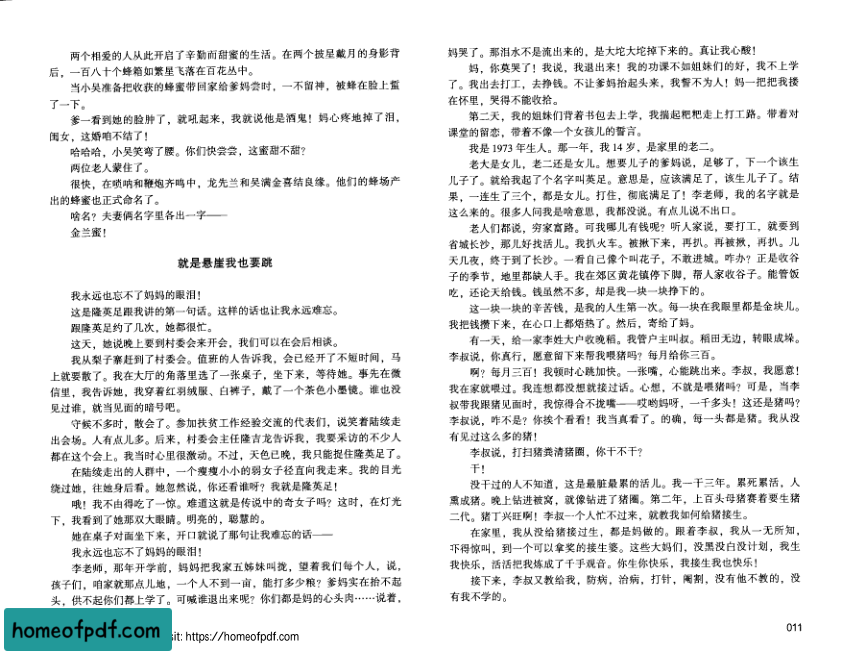 两个相爱的人从此开启了辛勤而甜蜜的生活。在两个披星戴月的身影背
后，一百八十个蜂箱如繁星飞落在百花丛中。
当小吴准备把收获的蜂蜜带回家给爹妈尝时，一不留神，被蜂在脸上蜇
了一下。
爹一看到她的脸肿了，就吼起来，我就说他是酒鬼！妈心疼地掉了泪，
闺女，这婚咱不结了！
哈哈哈，小吴笑弯了腰。你们快尝尝，这蜜甜不甜？
两位老人蒙住了。
很快，在唢呐和鞭炮齐鸣中，龙先兰和吴满金喜结良缘。他们的蜂场产
出的蜂蜜也正式命名了。
啥名？夫妻俩名字里各出一字——
金兰蜜！
就是悬崖我也要跳
我永远也忘不了妈妈的眼泪！
这是隆英足跟我讲的第一句话。这样的话也让我永远难忘。
跟隆英足约了几次，她都很忙。
这天，她说晚上要到村委会来开会，我们可以在会后相谈。
我从梨子寨赶到了村委会。值班的人告诉我，会已经开了不短时间，马
上就要散了。我在大厅的角落里选了一张桌子，坐下来，等待她。事先在微
信里，我告诉她，我穿着红羽绒服、白裤子，戴了一个茶色小墨镜。谁也没
见过谁，就当见面的暗号吧。
守候不多时，散会了。参加扶贫工作经验交流的代表们，说笑着陆续走
出会场。人有点儿多。后来，村委会主任隆吉龙告诉我，我要采访的不少人
都在这个会上。我当时心里很激动。不过，天色已晚，我只能捉住隆英足了。
在陆续走出的人群中，一个瘦瘦小小的弱女子径直向我走来。我的目光
绕过她，往她身后看。她忽然说，你还看谁呀？我就是隆英足！
哦！我不由得吃了一惊。难道这就是传说中的奇女子吗？这时，在灯光
下，我看到了她那双大眼睛。明亮的，聪慧的。
她在桌子对面坐下来，开口就说了那句让我难忘的话——
我永远也忘不了妈妈的眼泪！
李老师，那年开学前，妈妈把我家五姊妹叫拢，望着我们每个人，说，
孩子们，咱家就那点儿地，一个人不到一亩，能打多少粮？爹妈实在抬不起
头，供不起你们都上学了。可喊谁退出来呢？你们都是妈的心头肉……说着，
妈哭了。那泪水不是流出来的，是大坨大坨掉下来的。真让我心酸！
妈，你莫哭了！我说，我退出来！我的功课不如姐妹们的好，我不上学
了。我出去打工，去挣钱。不让爹妈抬起头来，我誓不为人！妈一把把我搂
在怀里，哭得不能收拾。
第二天，我的姐妹们背着书包去上学，我揣起粑粑走上打工路。带着对
课堂的留恋，带着不像一个女孩儿的誓言。
我是1973年生人。那一年，我14岁，是家里的老二。
老大是女儿，老二还是女儿。想要儿子的爹妈说，足够了，下一个该生
儿子了。就给我起了个名字叫英足。意思是，应该满足了，该生儿子了。结
果，一连生了三个，都是女儿。打住，彻底满足了！李老师，我的名字就是
这么来的。很多人问我是啥意思，我都没说。有点儿说不出口。
老人们都说，穷家富路。可我哪儿有钱呢？听人家说，要打工，就要到
省城长沙，那儿好找活儿。我扒火车。被揪下来，再扒。再被揪，再扒。几
天几夜，终于到了长沙。一看自己像个叫花子，不敢进城。咋办？正是收谷
子的季节，地里都缺人手。我在郊区黄花镇停下脚，帮人家收谷子。能管饭
吃，还论天给钱。钱虽然不多，却是我一块一块挣下的。
这一块一块的辛苦钱，是我的人生第一次。每一块在我眼里都是金块儿。
我把钱攒下来，在心口上都焐热了。然后，寄给了妈。
有一天，给一家李姓大户收晚稻。我管户主叫叔。稻田无边，转眼成垛。
李叔说，你真行，愿意留下来帮我喂猪吗？每月给你三百。
啊？每月三百！我顿时心跳加快。一张嘴，心能跳出来。李叔，我愿意！
我在家就喂过。我连想都没想就接过话。心想，不就是喂猪吗？可是，当李
叔带我跟猪见面时，我惊得合不拢嘴——哎哟妈呀，一千多头！这还是猪吗？
李叔说，咋不是？你挨个看看！我当真看了。的确，每一头都是猪。我从没
有见过这么多的猪！
李叔说，打扫猪粪清猪圈，你干不干？
干！
没干过的人不知道，这是最脏最累的活儿。我一干三年。累死累活，人
熏成猪。晚上钻进被窝，就像钻进了猪圈。第二年，上百头母猪赛着要生猪
二代。猪丁兴旺啊！李叔一个人忙不过来，就教我如何给猪接生。
在家里，我从没给猪接过生，都是妈做的。跟着李叔，我从一无所知，
吓得惊叫，到一个可以拿奖的接生婆。这些大妈们，没黑没白没计划，我生
我快乐，活活把我炼成了千手观音。你生你快乐，我接生我也快乐！
接下来，李叔又教给我，防病，治病，打针，阉割，没有他不教的，没
有我不学的。
011
homeofpdf.com
sit: https://homeofpdf.com